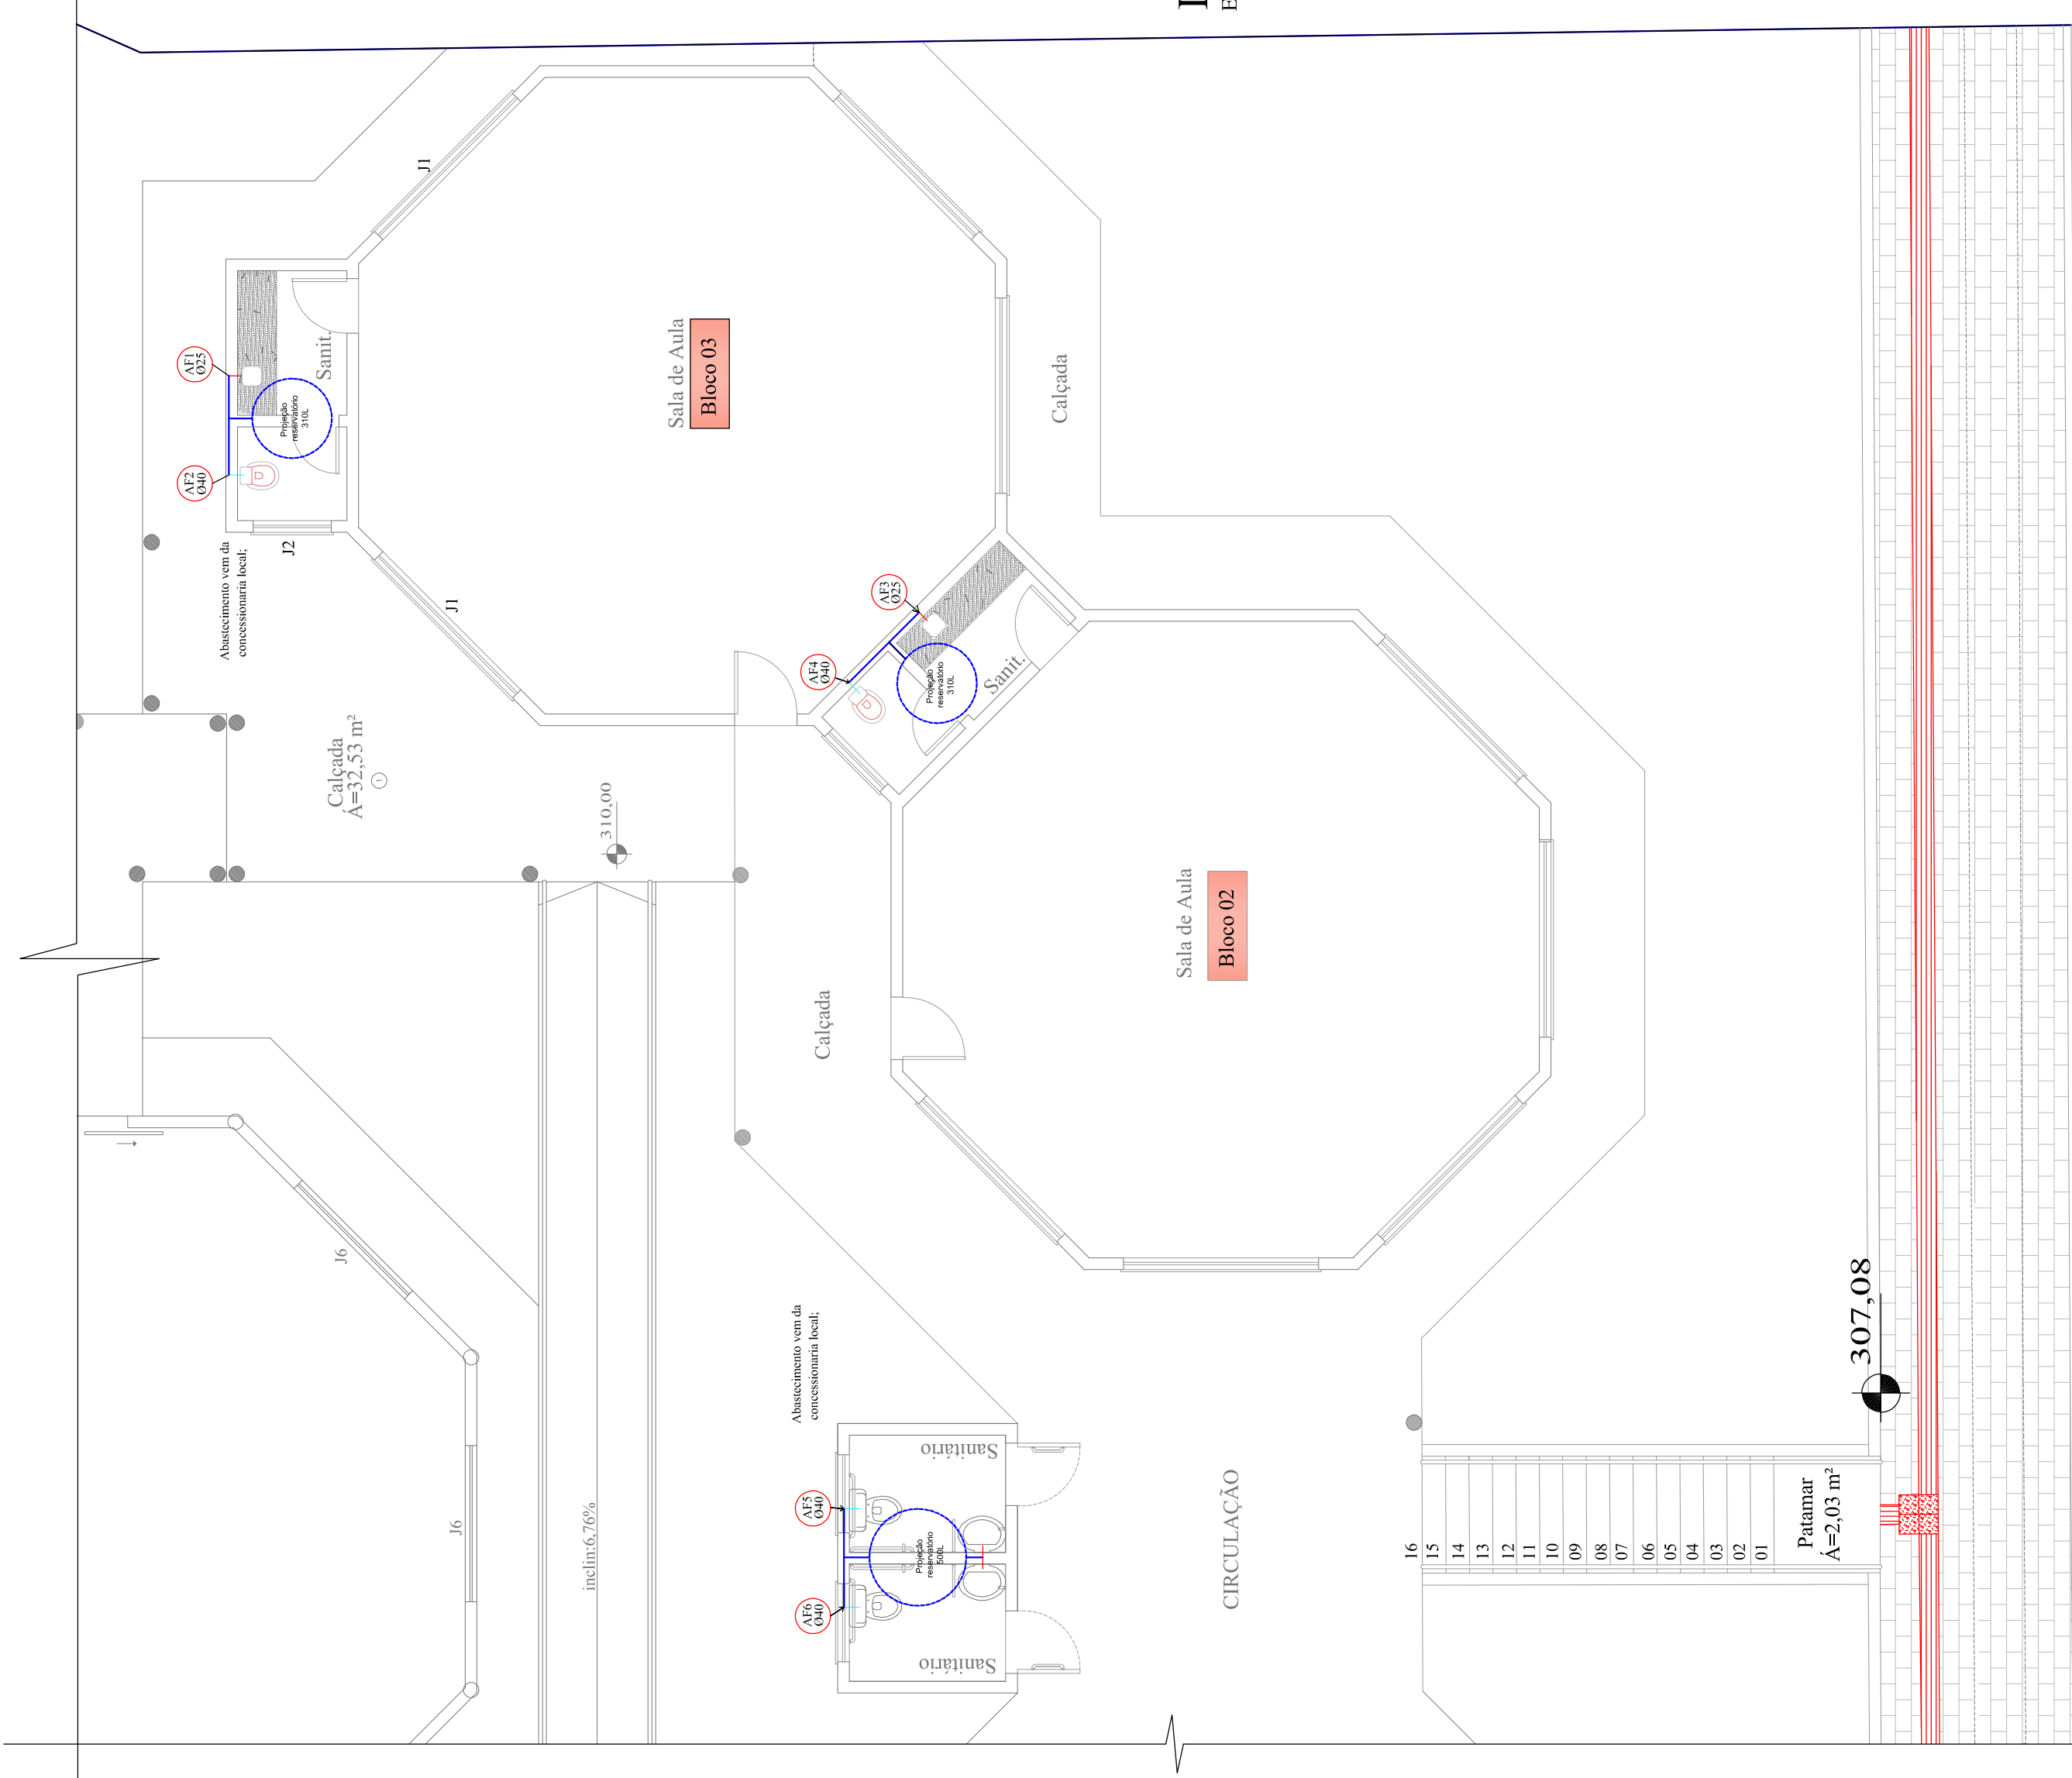 J1
AF1
Ø25
Sanit.
Projeção
reservatório
310L
AF2
Ø40
J2
Abastecimento vem da
concessionaria local;
J1
Sala de Aula
Bloco 03
Calçada
AF3
Ø25
AF4
Ø40
Projeção
reservatório
310L
Sanit.
Calçada
Á=32,53 m²
1
310,00
Sala de Aula
Bloco 02
Calçada
J6
J6
inclin:6,76%
Abastecimento vem da
concessionaria local;
Sanitário
AF5
Ø40
Projeção
reservatório
500L
AF6
Ø40
Sanitário
CIRCULAÇÃO
307,08
16
15
14
13
12
11
10
09
08
07
06
05
04
03
02
01
Patamar
Á=2,03 m²